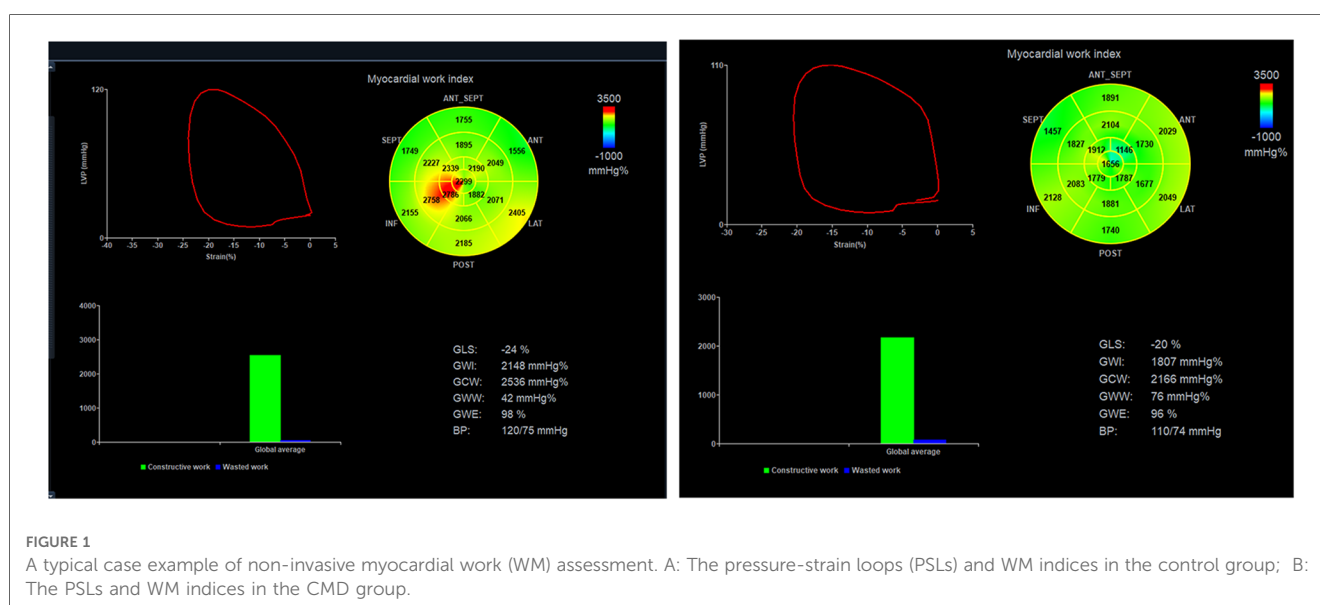 Myocardial work index
ANT_SEPT
120
SEPT
ANT
LVP (mmHg)
0
-40 -35 -30 -25 -20 -15 -10 -5 0 5
Strain(%)
1755
1749 1895 1556
2227 2049
2339 2190
2299
2786 1882
2758 2071
2155 2066 2405
2185
INF LAT
POST
3500
-1000
mmHg%
4000
3000
2000
1000
0
Global average
Constructive work Wasted work
GLS: -24 %
GWI: 2148 mmHg%
GCW: 2536 mmHg%
GWW: 42 mmHg%
GWE: 98 %
BP: 120/75 mmHg
Myocardial work index
ANT_SEPT
110
SEPT
ANT
LVP (mmHg)
0
-30 -25 -20 -15 -10 -5 0 5
Strain(%)
1891
1457 2104 2029
1827 1730
1912 1146
1656
1779 1787
2083 1677
2128 1881 2049
1740
INF LAT
POST
3500
-1000
mmHg%
3000
2000
1000
0
Global average
Constructive work Wasted work
GLS: -20 %
GWI: 1807 mmHg%
GCW: 2166 mmHg%
GWW: 76 mmHg%
GWE: 96 %
BP: 110/74 mmHg
FIGURE 1
A typical case example of non-invasive myocardial work (WM) assessment. A: The pressure-strain loops (PSLs) and WM indices in the control group; B:
The PSLs and WM indices in the CMD group.